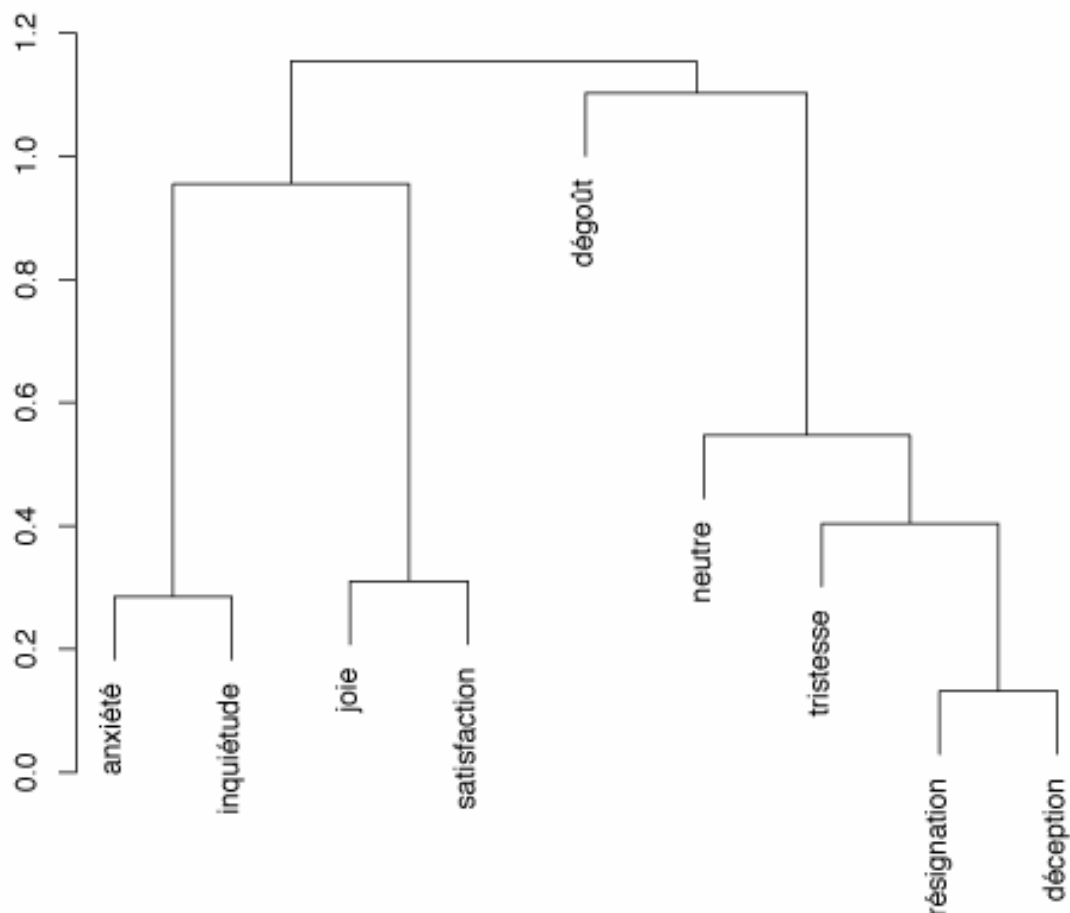 1.2
1.0
0.8
0.6
0.4
0.2
0.0
anxiété
inquiétude
joie
satisfaction
dégoût
neutre
tristesse
résignation
déception